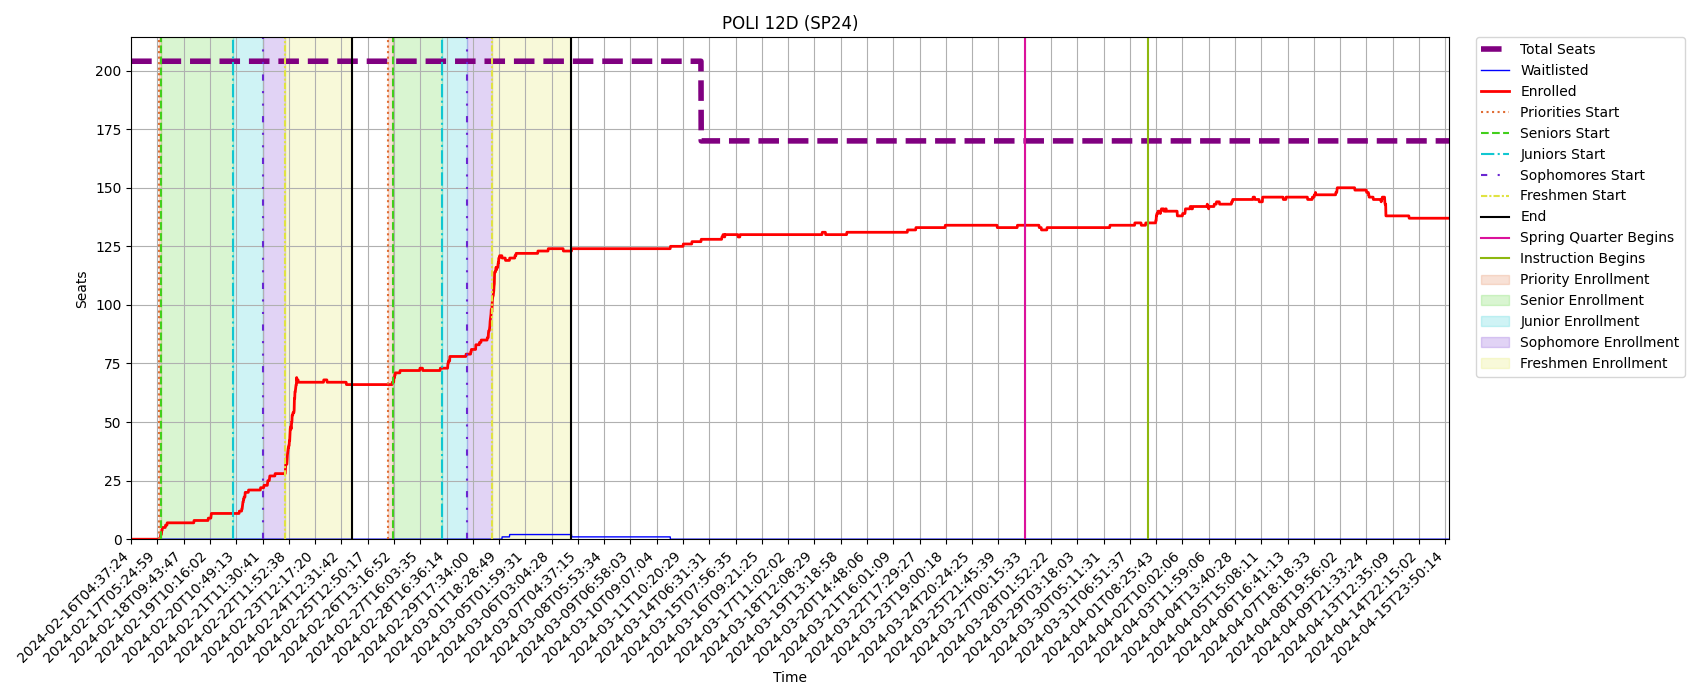 POLI 12D (SP24)
Seats
200
175
150
125
100
75
50
25
0
Total Seats
Waitlisted
Enrolled
Priorities Start
Seniors Start
Juniors Start
Sophomores Start
Freshmen Start
End
Spring Quarter Begins
Instruction Begins
Priority Enrollment
Senior Enrollment
Junior Enrollment
Sophomore Enrollment
Freshmen Enrollment
2024-02-16T04:37:24
2024-02-17T05:24:59
2024-02-18T09:43:47
2024-02-19T10:16:02
2024-02-20T10:49:13
2024-02-21T11:30:41
2024-02-22T11:52:38
2024-02-23T12:17:20
2024-02-24T12:31:42
2024-02-25T12:50:17
2024-02-26T13:16:52
2024-02-27T16:03:35
2024-02-28T16:36:14
2024-02-29T17:34:00
2024-03-01T18:28:49
2024-03-05T01:59:31
2024-03-06T03:04:28
2024-03-07T04:37:15
2024-03-08T05:53:34
2024-03-09T06:58:03
2024-03-10T09:07:04
2024-03-11T10:20:29
2024-03-14T06:31:31
2024-03-15T07:56:35
2024-03-16T09:21:25
2024-03-17T11:02:02
2024-03-18T12:08:29
2024-03-19T13:18:58
2024-03-20T14:48:06
2024-03-21T16:01:09
2024-03-22T17:29:27
2024-03-23T19:00:18
2024-03-24T20:24:25
2024-03-25T21:45:39
2024-03-27T00:15:33
2024-03-28T01:52:22
2024-03-29T03:18:03
2024-03-30T05:11:31
2024-03-31T06:51:37
2024-04-01T08:25:43
2024-04-02T10:02:06
2024-04-03T11:59:06
2024-04-04T13:40:28
2024-04-05T15:08:11
2024-04-06T16:41:13
2024-04-07T18:18:33
2024-04-08T19:56:02
2024-04-09T21:33:24
2024-04-13T12:35:09
2024-04-14T22:15:02
2024-04-15T23:50:14
Time